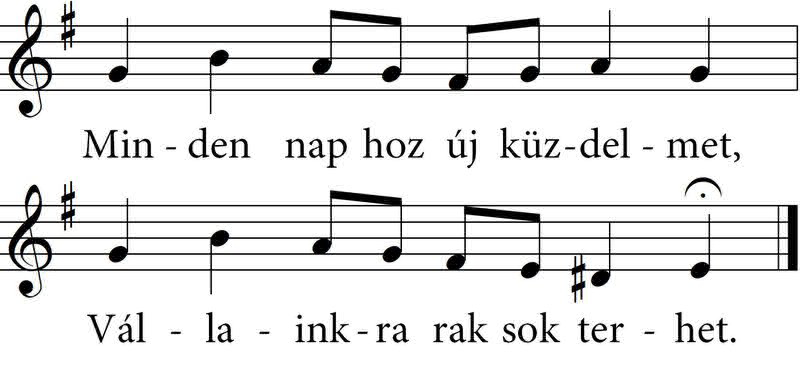 Min - den nap hoz új küz-del - met,
Vál - la - ink-ra rak sok ter - het.